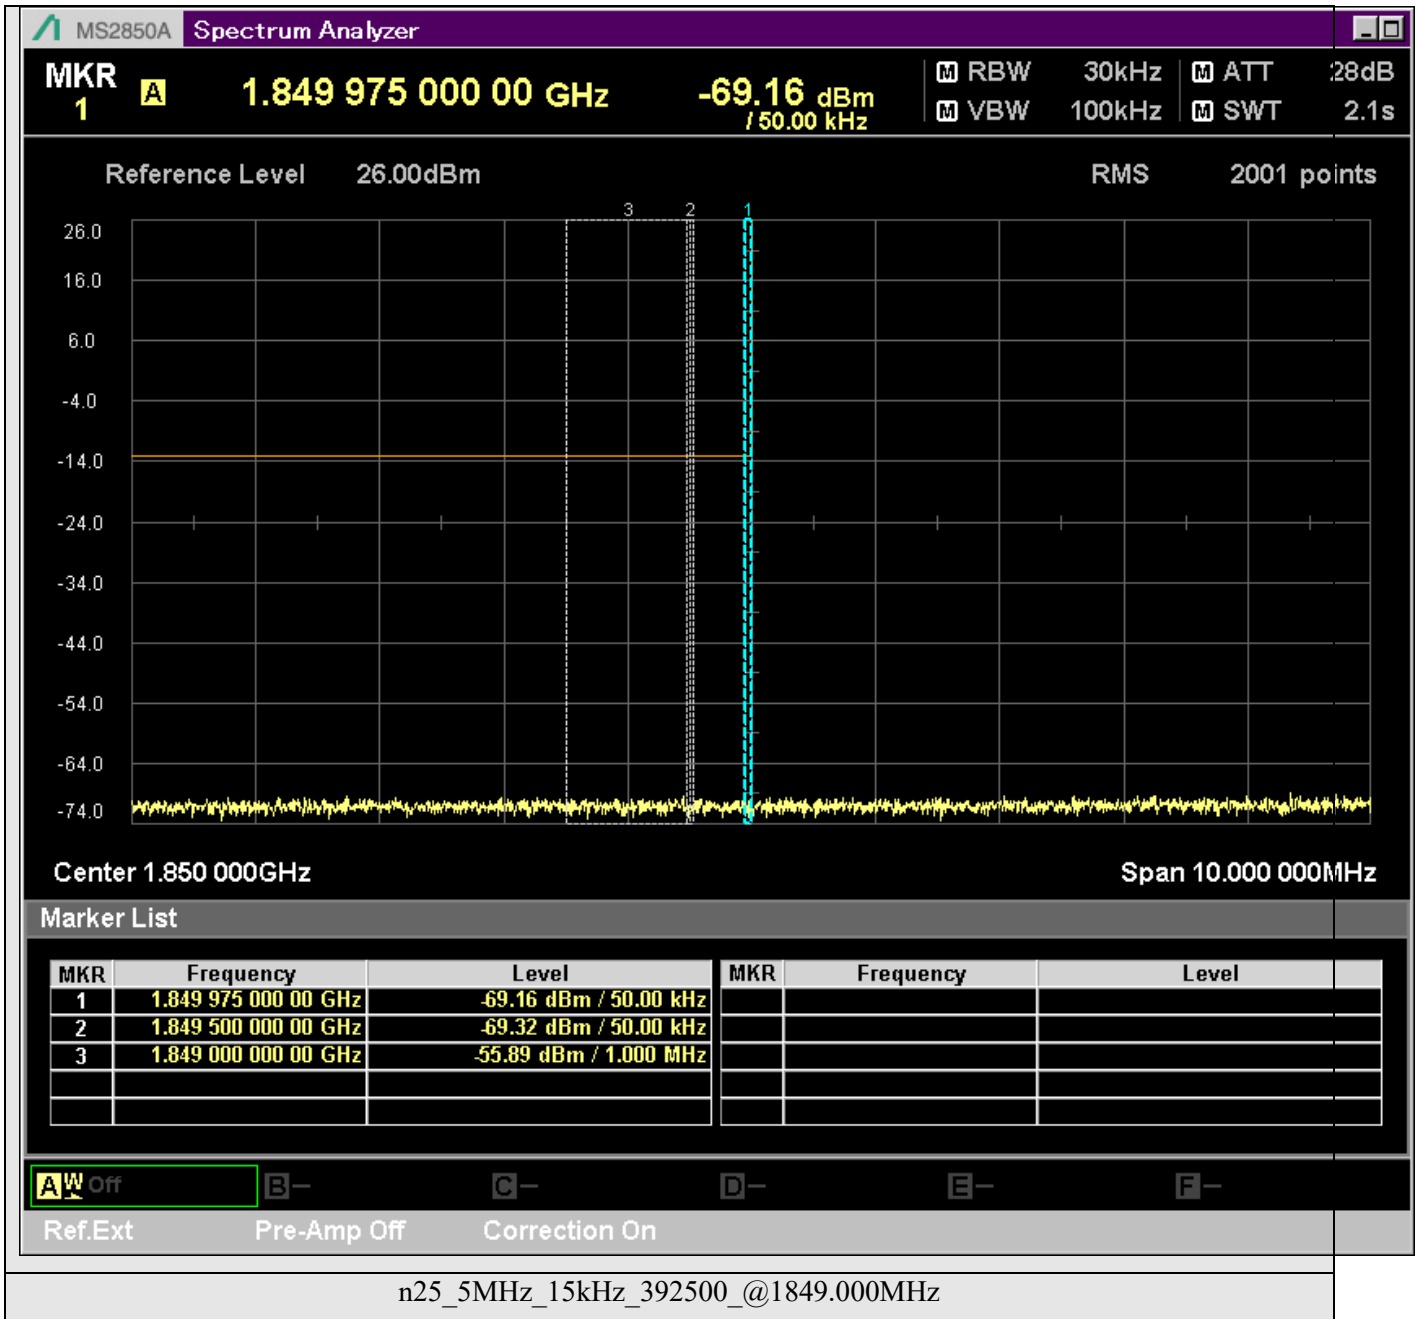 MS2850A Spectrum Analyzer
MKR 1 A 1.849 975 000 00 GHz -69.16 dBm / 50.00 kHz
M RBW 30kHz M ATT 28dB
M VBW 100kHz M SWT 2.1s
Reference Level 26.00dBm RMS 2001 points
3 2 1
26.0
16.0
6.0
-4.0
-14.0
-24.0
-34.0
-44.0
-54.0
-64.0
-74.0
Center 1.850 000GHz Span 10.000 000MHz
Marker List
MKR Frequency Level MKR Frequency Level
1 1.849 975 000 00 GHz -69.16 dBm / 50.00 kHz
2 1.849 500 000 00 GHz -69.32 dBm / 50.00 kHz
3 1.849 000 000 00 GHz -55.89 dBm / 1.000 MHz
A W Off B – C – D – E – F –
Ref.Ext Pre-Amp Off Correction On
n25_5MHz_15kHz_392500_@1849.000MHz